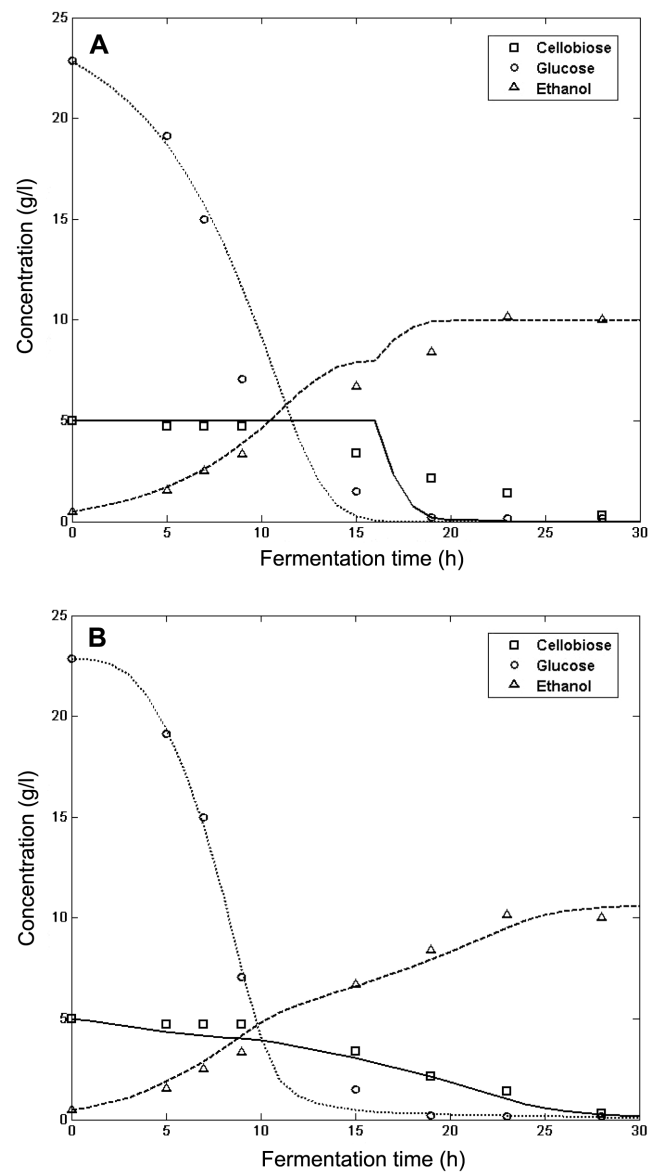 A
25
20
15
10
5
0
0 5 10 15 20 25 30
Concentration (g/l)
Fermentation time (h)
Cellobiose
Glucose
Ethanol
B
25
20
15
10
5
0
0 5 10 15 20 25 30
Concentration (g/l)
Fermentation time (h)
Cellobiose
Glucose
Ethanol